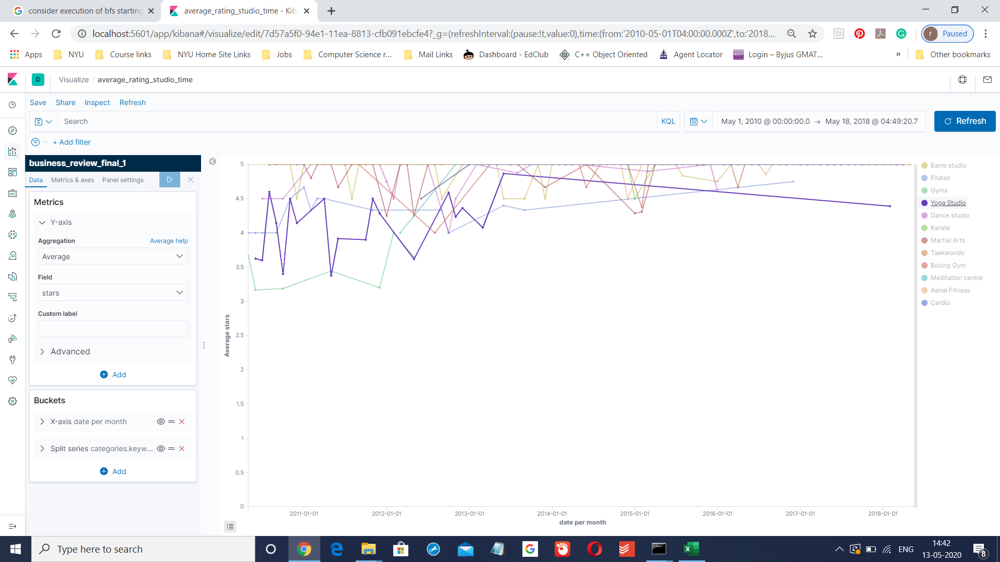 consider execution of bfs starting
average_rating_studio_time - Kib
localhost:5601/app/kibana#/visualize/edit/7d57a5f0-94e1-11ea-8813-cfb091ebcfe4?_g=(refreshInterval:(pause:!t,value:0),time:(from:'2010-05-01T04:00:00.000Z',to:'2018...
r Paused
Apps NYU Course links NYU Home Site Links Jobs Computer Science r... Mail Links Dashboard - EdClub C++ Object Oriented Agent Locator Login – Byjus GMAT... » Other bookmarks
D Visualize / average_rating_studio_time
Save Share Inspect Refresh
Search KQL May 1, 2010 @ 00:00:00.0 → May 18, 2018 @ 04:49:20.7 Refresh
+ Add filter
business_review_final_1
Data Metrics & axes Panel settings
Metrics
Y-axis
Aggregation Average help
Average
Field
stars
Custom label
Advanced
Add
Buckets
X-axis date per month
Split series categories.keyw...
Add
Average stars
5
4.5
4
3.5
3
2.5
2
1.5
1
0.5
0
2011-01-01 2012-01-01 2013-01-01 2014-01-01 2015-01-01 2016-01-01 2017-01-01 2018-01-01
date per month
Barre studio
Pilates
Gyms
Yoga Studio
Dance studio
Karate
Martial Arts
Taekwondo
Boxing Gym
Meditation centre
Aerial Fitness
Cardio
Type here to search
ENG
14:42
13-05-2020
8